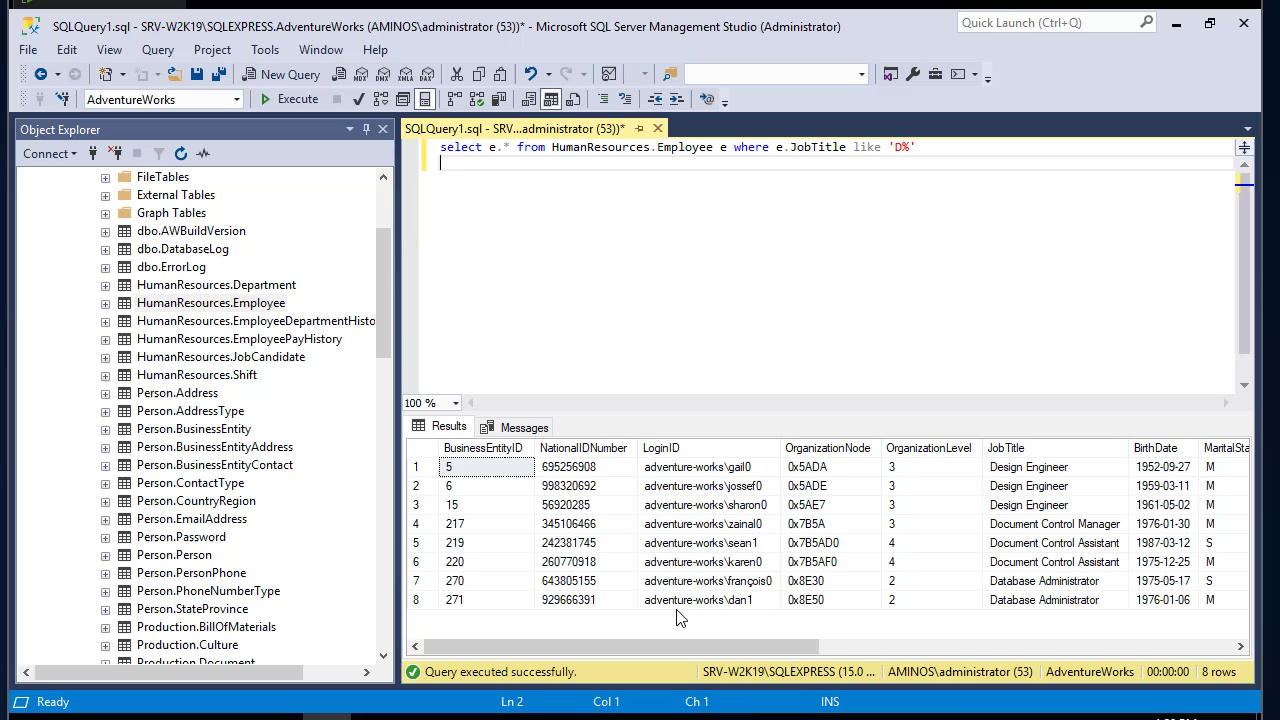 SQLQuery1.sql - SRV-W2K19\SQLEXPRESS.AdventureWorks (AMINOS\administrator (53))* - Microsoft SQL Server Management Studio (Administrator)
Quick Launch (Ctrl+Q)
File Edit View Query Project Tools Window Help
New Query
AdventureWorks Execute
Object Explorer
Connect
FileTables
External Tables
Graph Tables
dbo.AWBuildVersion
dbo.DatabaseLog
dbo.ErrorLog
HumanResources.Department
HumanResources.Employee
HumanResources.EmployeeDepartmentHisto
HumanResources.EmployeePayHistory
HumanResources.JobCandidate
HumanResources.Shift
Person.Address
Person.AddressType
Person.BusinessEntity
Person.BusinessEntityAddress
Person.BusinessEntityContact
Person.ContactType
Person.CountryRegion
Person.EmailAddress
Person.Password
Person.Person
Person.PersonPhone
Person.PhoneNumberType
Person.StateProvince
Production.BillOfMaterials
Production.Culture
Production.Document
SQLQuery1.sql - SRV...administrator (53))*
select e.* from HumanResources.Employee e where e.JobTitle like 'D%'
100 %
Results Messages
BusinessEntityID NationalIDNumber LoginID OrganizationNode OrganizationLevel JobTitle BirthDate MaritalSta
1 5 695256908 adventure-works\gail0 0x5ADA 3 Design Engineer 1952-09-27 M
2 6 998320692 adventure-works\jossef0 0x5ADE 3 Design Engineer 1959-03-11 M
3 15 56920285 adventure-works\sharon0 0x5AE7 3 Design Engineer 1961-05-02 M
4 217 345106466 adventure-works\zainal0 0x7B5A 3 Document Control Manager 1976-01-30 M
5 219 242381745 adventure-works\sean1 0x7B5AD0 4 Document Control Assistant 1987-03-12 S
6 220 260770918 adventure-works\karen0 0x7B5AF0 4 Document Control Assistant 1975-12-25 M
7 270 643805155 adventure-works\françois0 0x8E30 2 Database Administrator 1975-05-17 S
8 271 929666391 adventure-works\dan1 0x8E50 2 Database Administrator 1976-01-06 M
Query executed successfully. SRV-W2K19\SQLEXPRESS (15.0 ... AMINOS\administrator (53) AdventureWorks 00:00:00 8 rows
Ready Ln 2 Col 1 Ch 1 INS